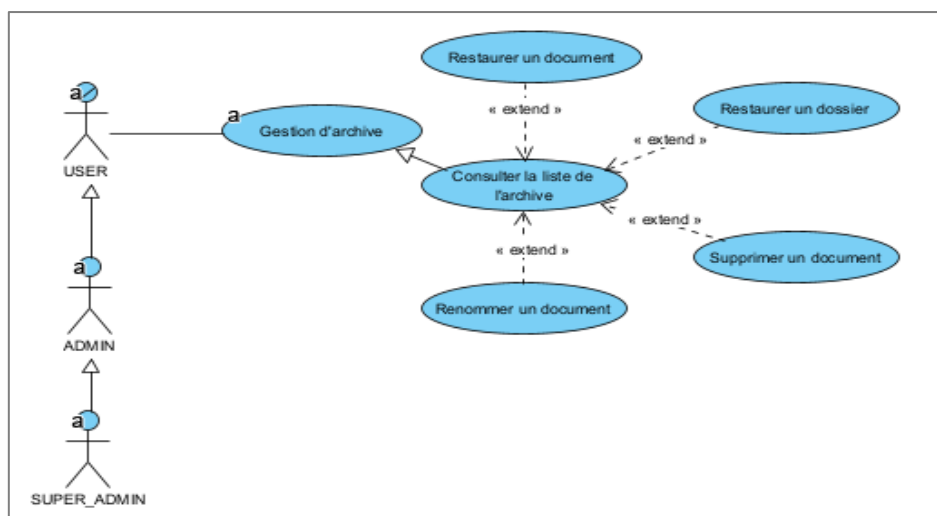 Restaurer un document
« extend »
Restaurer un dossier
« extend »
a
a
Gestion d'archive
USER
Consulter la liste de
l'archive
« extend »
Supprimer un document
« extend »
Renommer un document
a
ADMIN
a
SUPER_ADMIN